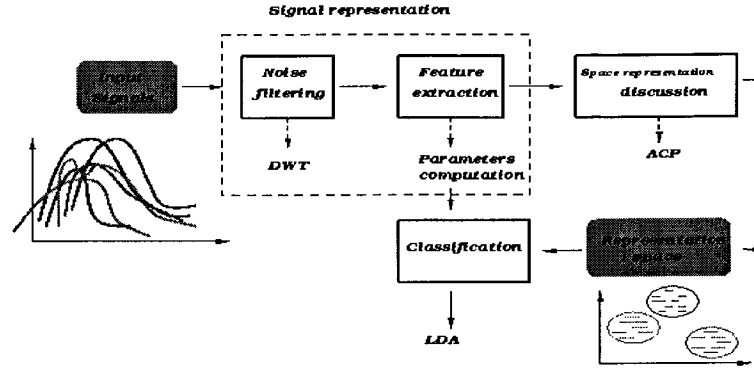 Signal representation
Input
Signals
Noise
filtering
Feature
extraction
Space representation
discussion
DWT
Parameters
computation
ACP
Classification
Representation
space
LDA